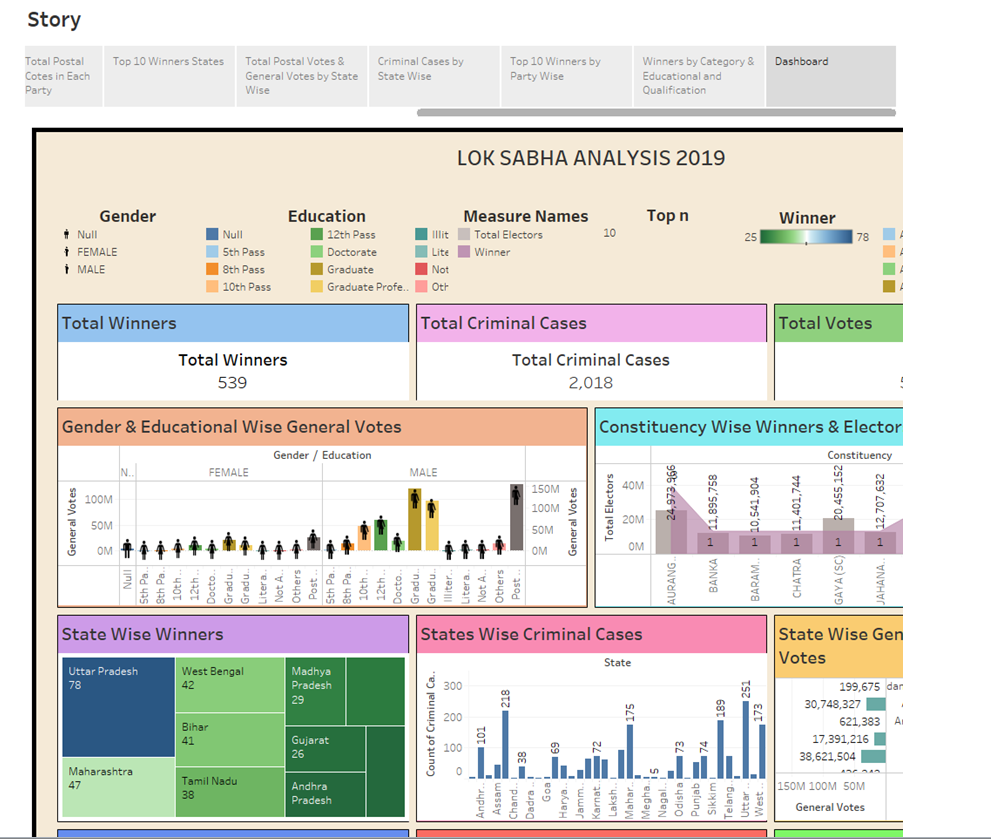 Story
Total Postal
Cotes in Each
Party
Top 10 Winners States
Total Postal Votes &
General Votes by State
Wise
Criminal Cases by
State Wise
Top 10 Winners by
Party Wise
Winners by Category &
Educational and
Qualification
Dashboard
LOK SABHA ANALYSIS 2019
Gender
Null
FEMALE
MALE
Education
Null
5th Pass
8th Pass
10th Pass
12th Pass
Doctorate
Graduate
Graduate Profe..
Illit
Lite
Not
Oth
Measure Names
Total Electors
Winner
Top n
10
Winner
25 78
Total Winners
Total Winners
539
Total Criminal Cases
Total Criminal Cases
2,018
Total Votes
Gender & Educational Wise General Votes
Gender / Education
N.. FEMALE MALE
General Votes
100M
50M
0M
150M
100M
50M
0M
General Votes
Null
5th Pa..
8th Pa..
10th ..
12th ..
Docto..
Gradu..
Gradu..
Litera..
Not A..
Others
Post ..
5th Pa..
8th Pa..
10th ..
12th ..
Docto..
Gradu..
Gradu..
Illiter..
Litera..
Not A..
Others
Post ..
Constituency Wise Winners & Elector
Constituency
Total Electors
40M
20M
0M
24,973,966
11,895,758
10,541,904
11,401,744
20,455,152
12,707,632
1 1 1 1 1
AURANG..
BANKA
BARAM..
CHATRA
GAYA (SC)
JAHANA..
State Wise Winners
Uttar Pradesh
78
Maharashtra
47
West Bengal
42
Bihar
41
Tamil Nadu
38
Madhya
Pradesh
29
Gujarat
26
Andhra
Pradesh
States Wise Criminal Cases
State
Count of Criminal Ca..
300
200
100
0
101
218
38
69
72
175
5
73
74
189
251
173
Andhr..
Assam
Chand..
Dadra ..
Goa
Harya..
Jamm..
Karnat..
Laksh..
Mahar..
Megha..
Nagal..
Odisha
Punjab
Sikkim
Telang..
Uttar ..
West ..
State Wise Gen
Votes
199,675
30,748,327
621,383
17,391,216
38,621,504
150M 100M 50M
General Votes